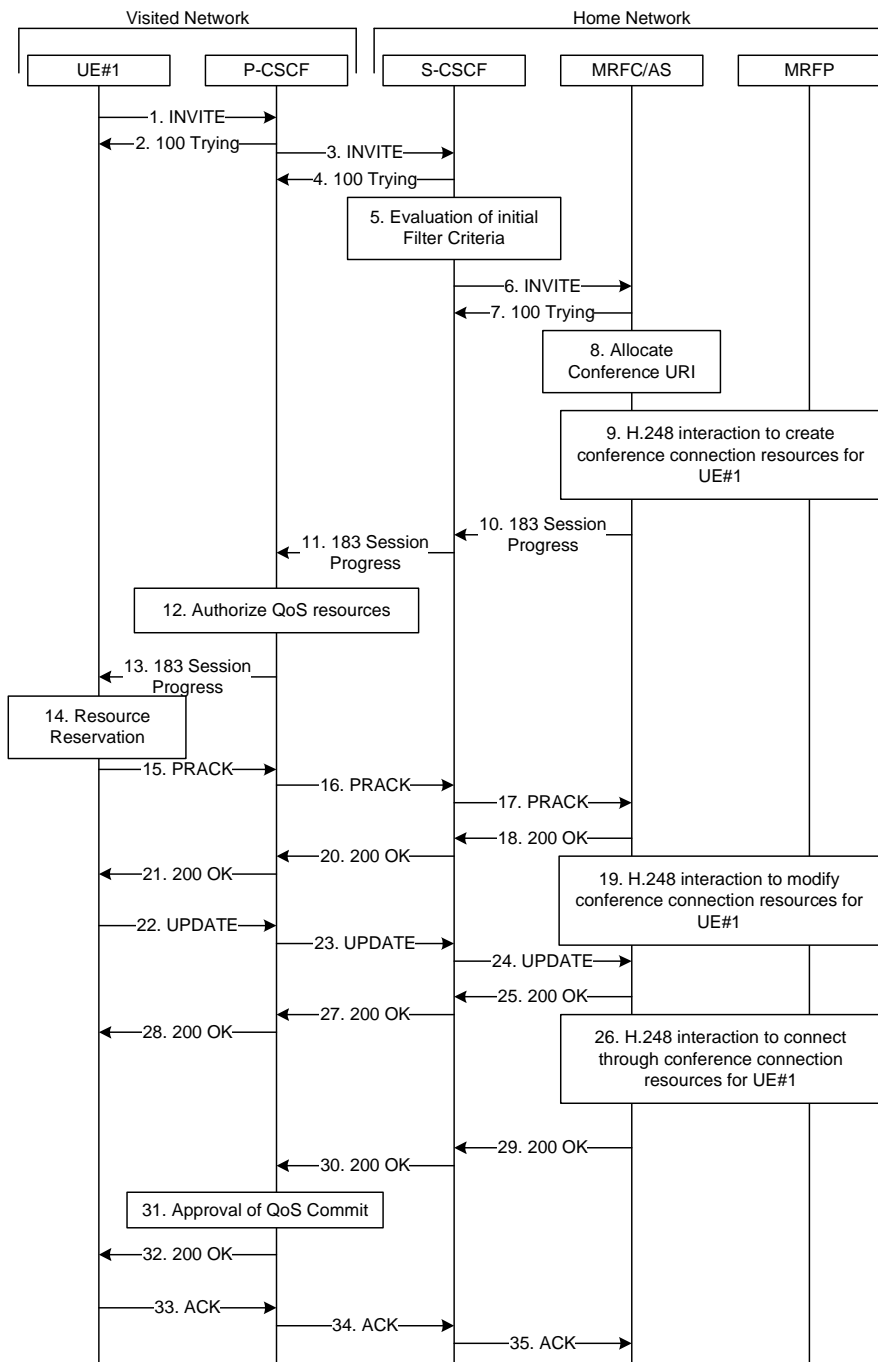 Visited Network
Home Network
UE#1
P-CSCF
S-CSCF
MRFC/AS
MRFP
1. INVITE
2. 100 Trying
3. INVITE
4. 100 Trying
5. Evaluation of initial
Filter Criteria
6. INVITE
7. 100 Trying
8. Allocate
Conference URI
9. H.248 interaction to create
conference connection resources for
UE#1
10. 183 Session
Progress
11. 183 Session
Progress
12. Authorize QoS resources
13. 183 Session
Progress
14. Resource
Reservation
15. PRACK
16. PRACK
17. PRACK
18. 200 OK
19. H.248 interaction to modify
conference connection resources for
UE#1
20. 200 OK
21. 200 OK
22. UPDATE
23. UPDATE
24. UPDATE
25. 200 OK
26. H.248 interaction to connect
through conference connection
resources for UE#1
27. 200 OK
28. 200 OK
29. 200 OK
30. 200 OK
31. Approval of QoS Commit
32. 200 OK
33. ACK
34. ACK
35. ACK